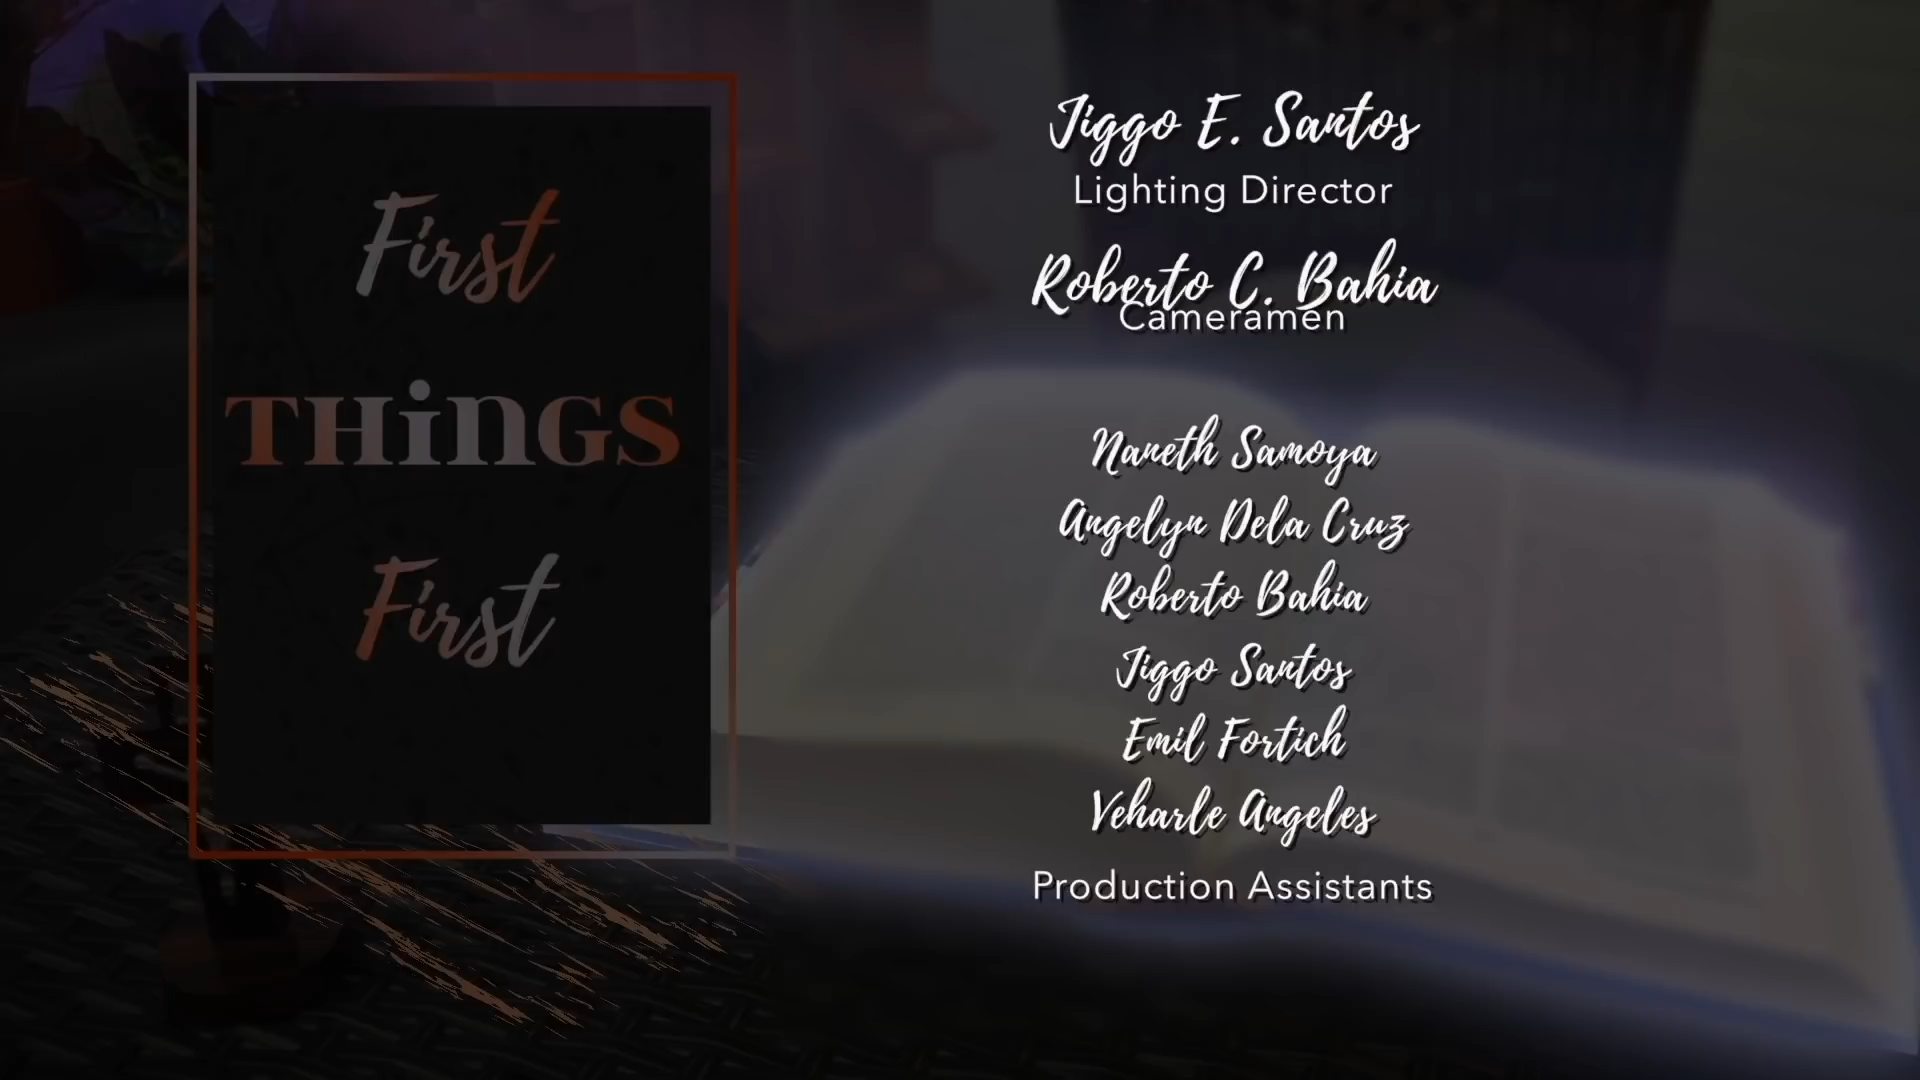 First
THiNGS
First
Jiggo E. Santos
Lighting Director
Roberto C. Bahia
Cameramen
Naneth Samoya
Angelyn Dela Cruz
Roberto Bahia
Jiggo Santos
Emil Fortich
Veharle Angeles
Production Assistants